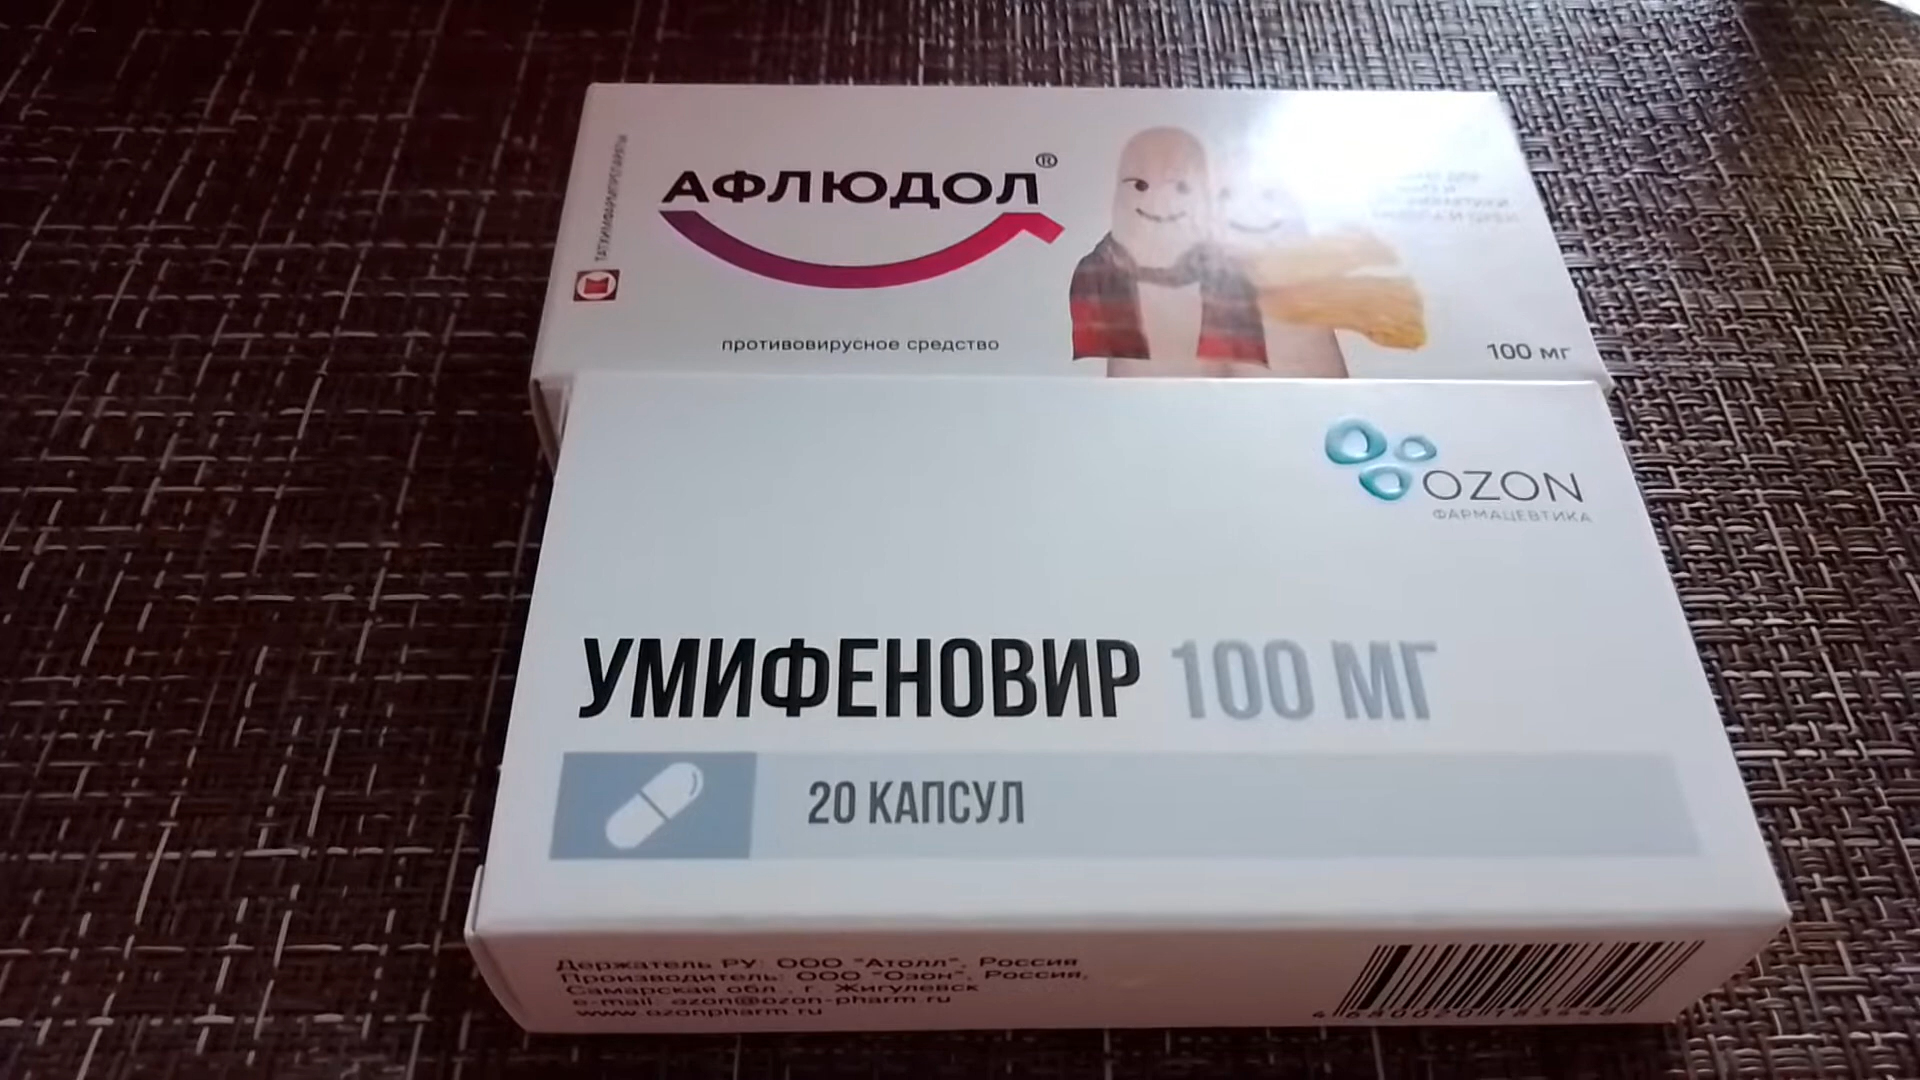 ТАТХИМФАРМПРЕПАРАТЫ
АФЛЮДОЛ®
противовирусное средство
100 мг
OZON
ФАРМАЦЕВТИКА
УМИФЕНОВИР 100 МГ
20 КАПСУЛ
Держатель РУ: ООО "Атолл", Россия
Производитель: ООО "Озон", Россия,
Самарская обл., г. Жигулевск
e-mail: ozon@ozon-pharm.ru
www.ozonpharm.ru